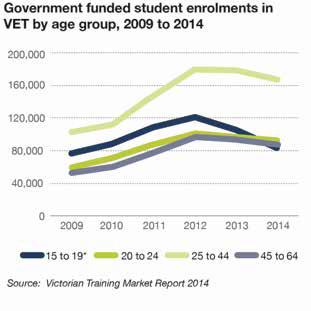 Government funded student enrolments in
VET by age group, 2009 to 2014
200,000
160,000
120,000
80,000
40,000
0
2009 2010 2011 2012 2013 2014
15 to 19* 20 to 24 25 to 44 45 to 64
Source: Victorian Training Market Report 2014